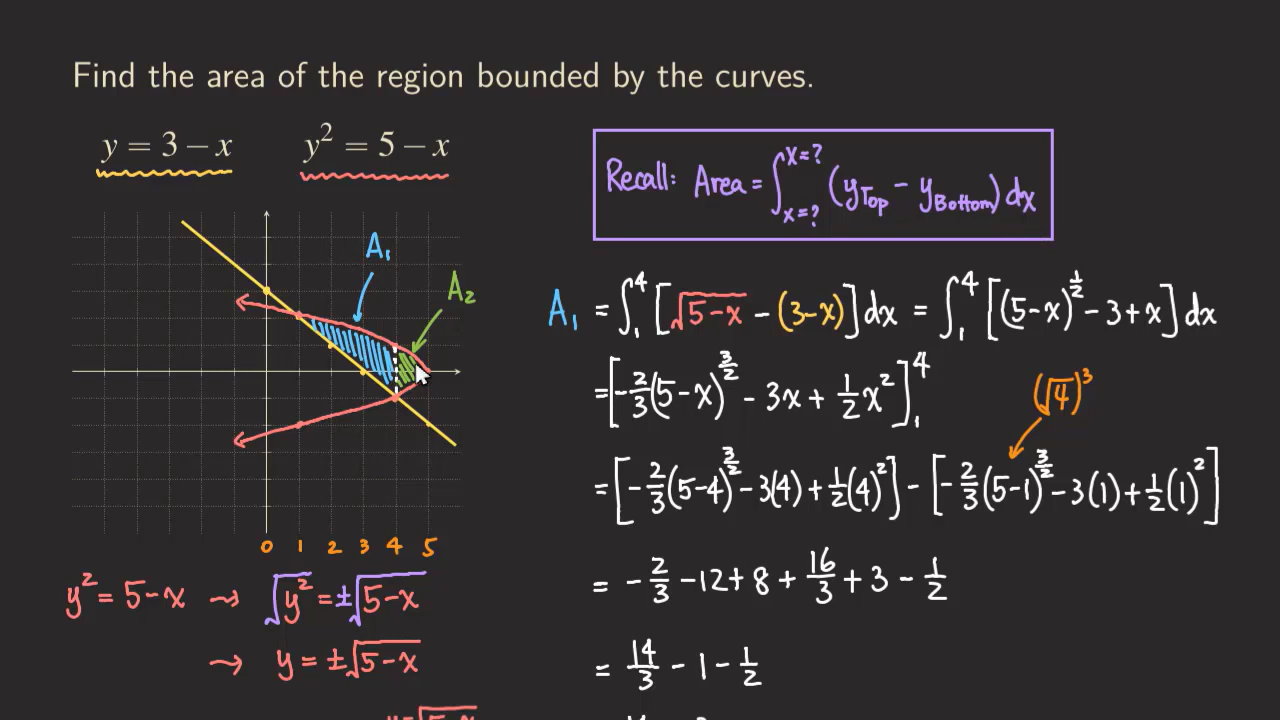 Find the area of the region bounded by the curves.
y = 3 − x
y² = 5 − x
Recall: Area = ∫_{x=?}^{x=?} (y_Top − y_Bottom) dx
A₁
A₂
0 1 2 3 4 5
y² = 5 − x → √y² = ±√(5−x)
→ y = ±√(5−x)
y = √(5−x)
A₁ = ∫₁⁴ [√(5−x) − (3−x)] dx = ∫₁⁴ [(5−x)^{1/2} − 3 + x] dx
= [−2/3 (5−x)^{3/2} − 3x + 1/2 x²]₁⁴
(√4)³
= [−2/3 (5−4)^{3/2} − 3(4) + 1/2 (4)²] − [−2/3 (5−1)^{3/2} − 3(1) + 1/2 (1)²]
= −2/3 − 12 + 8 + 16/3 + 3 − 1/2
= 14/3 − 1 − 1/2